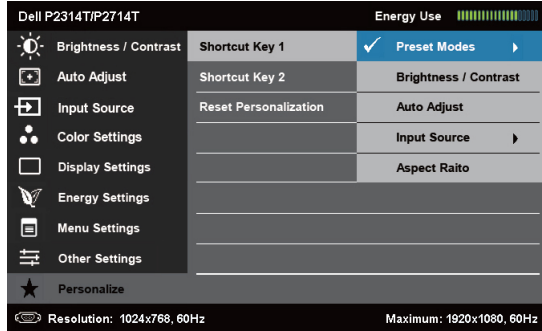 Dell P2314T/P2714T
Energy Use
Brightness / Contrast
Shortcut Key 1
Preset Modes
Auto Adjust
Shortcut Key 2
Brightness / Contrast
Input Source
Reset Personalization
Auto Adjust
Color Settings
Input Source
Display Settings
Aspect Raito
Energy Settings
Menu Settings
Other Settings
Personalize
Resolution: 1024x768, 60Hz
Maximum: 1920x1080, 60Hz